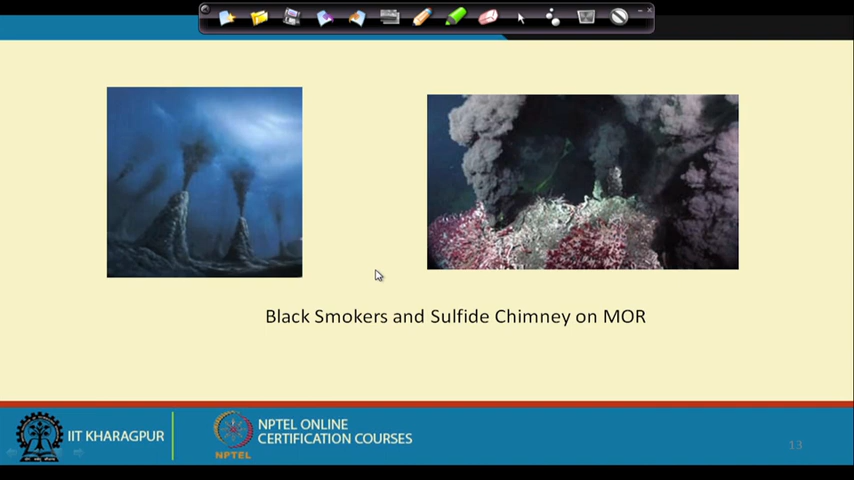 Black Smokers and Sulfide Chimney on MOR
IIT KHARAGPUR
NPTEL
NPTEL ONLINE
CERTIFICATION COURSES
13